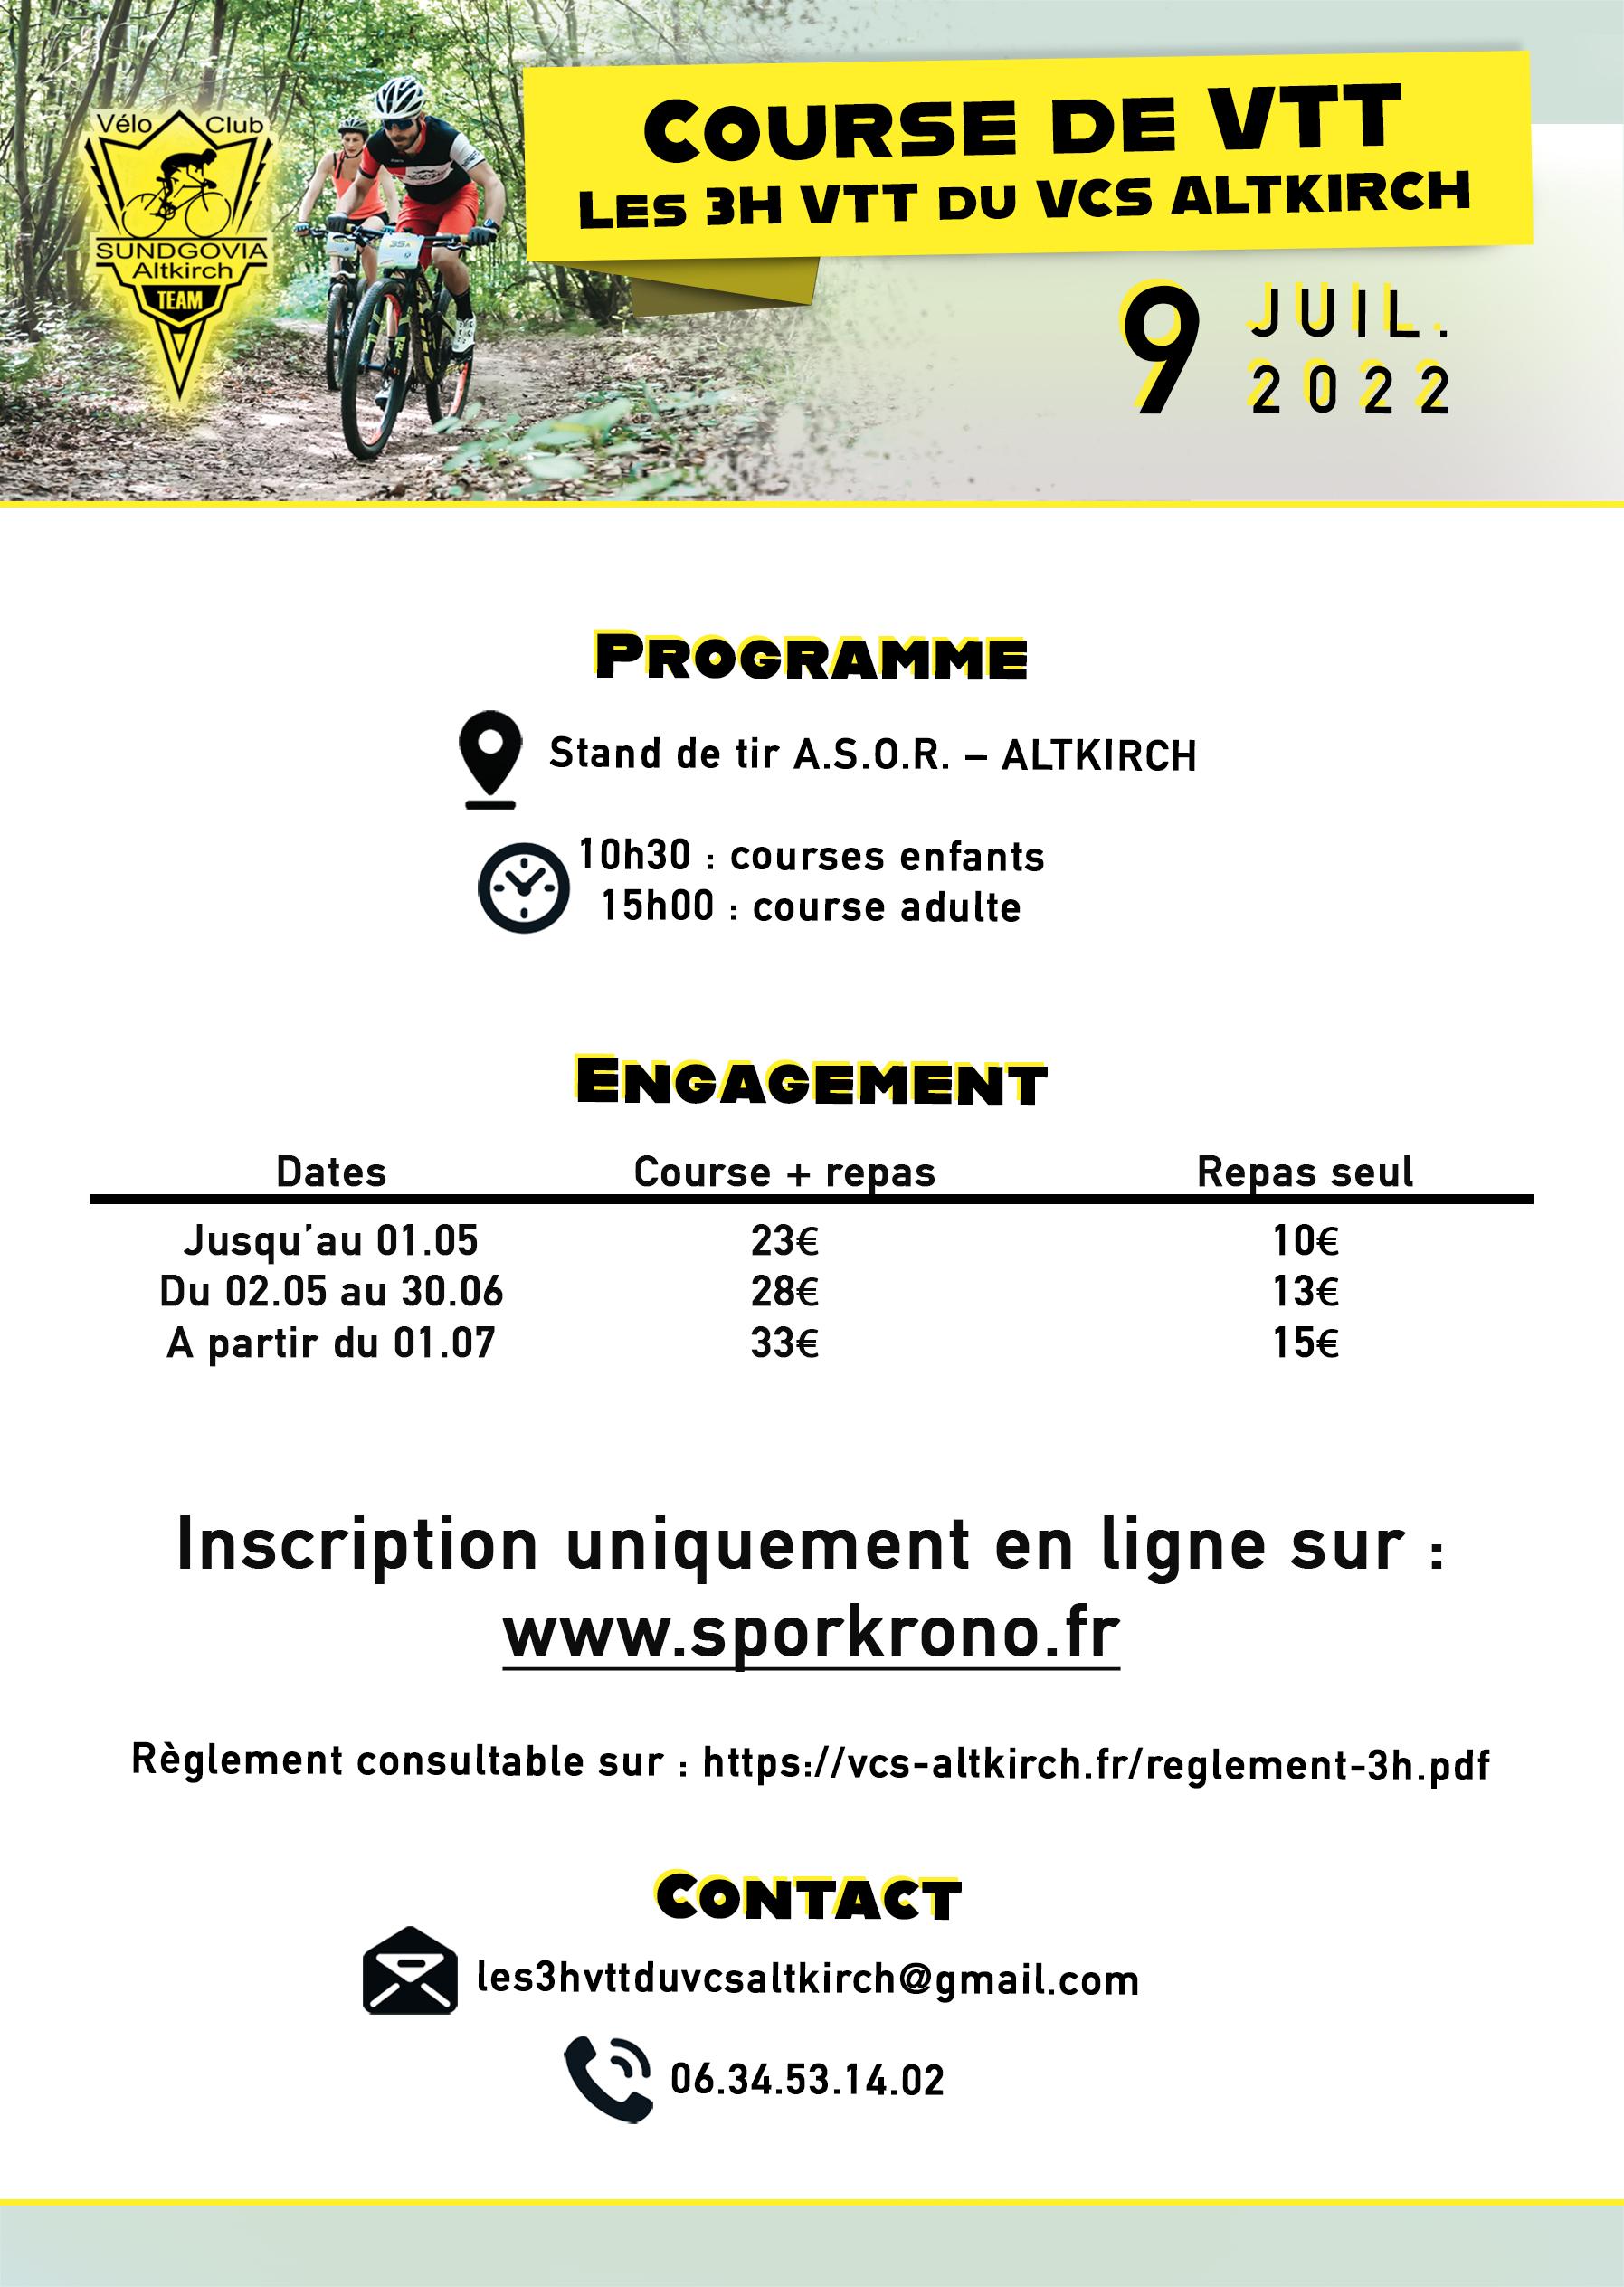 Vélo Club
SUNDGOVIA
Altkirch
TEAM
35A
COURSE DE VTT
LES 3H VTT DU VCS ALTKIRCH
9 JUIL.
2022
PROGRAMME
Stand de tir A.S.O.R. – ALTKIRCH
10h30 : courses enfants
15h00 : course adulte
ENGAGEMENT
Dates Course + repas Repas seul
Jusqu’au 01.05 23€ 10€
Du 02.05 au 30.06 28€ 13€
A partir du 01.07 33€ 15€
Inscription uniquement en ligne sur :
www.sporkrono.fr
Règlement consultable sur : https://vcs-altkirch.fr/reglement-3h.pdf
CONTACT
les3hvttduvcsaltkirch@gmail.com
06.34.53.14.02